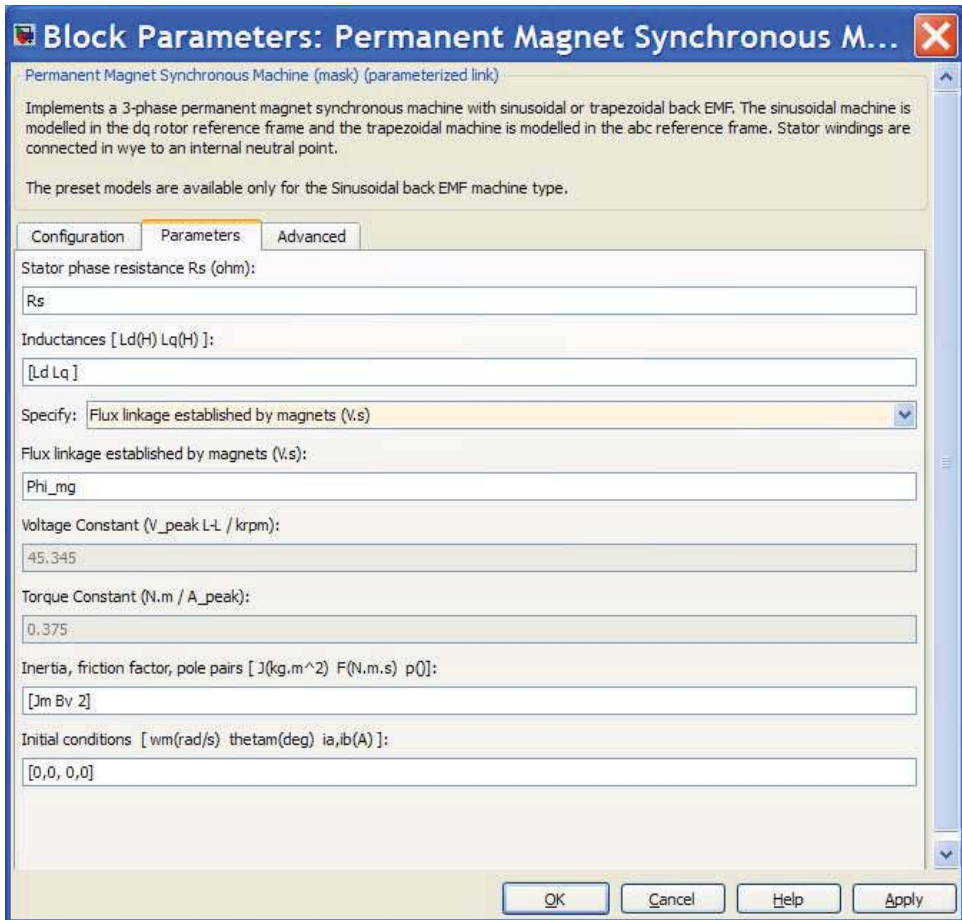 Block Parameters: Permanent Magnet Synchronous M...
Permanent Magnet Synchronous Machine (mask) (parameterized link)
Implements a 3-phase permanent magnet synchronous machine with sinusoidal or trapezoidal back EMF. The sinusoidal machine is
modelled in the dq rotor reference frame and the trapezoidal machine is modelled in the abc reference frame. Stator windings are
connected in wye to an internal neutral point.
The preset models are available only for the Sinusoidal back EMF machine type.
Configuration Parameters Advanced
Stator phase resistance Rs (ohm):
Rs
Inductances [ Ld(H) Lq(H) ]:
[Ld Lq ]
Specify: Flux linkage established by magnets (V.s)
Flux linkage established by magnets (V.s):
Phi_mg
Voltage Constant (V_peak L-L / krpm):
45.345
Torque Constant (N.m / A_peak):
0.375
Inertia, friction factor, pole pairs [ J(kg.m^2) F(N.m.s) p()]:
[Jm Bv 2]
Initial conditions [ wm(rad/s) thetam(deg) ia,ib(A) ]:
[0,0, 0,0]
OK Cancel Help Apply